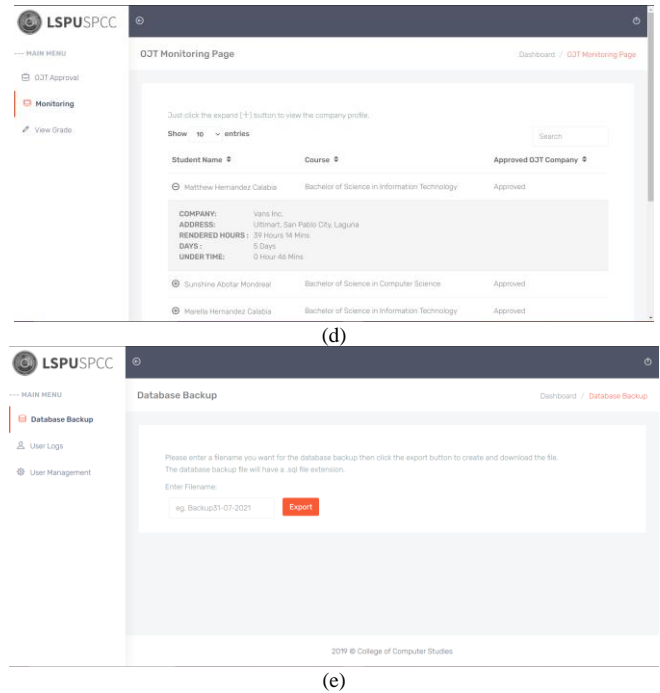 LSPUSPCC
--- MAIN MENU
OJT Approval
Monitoring
View Grade
OJT Monitoring Page
Dashboard / OJT Monitoring Page
Just click the expand [+] button to view the company profile.
Show 10 entries
Search
Student Name Course Approved OJT Company
Matthew Hernandez Calabia Bachelor of Science in Information Technology Approved
COMPANY: Vans Inc.
ADDRESS: Ultimart, San Pablo City, Laguna
RENDERED HOURS : 39 Hours 14 Mins
DAYS : 5 Days
UNDER TIME: 0 Hour 46 Mins
Sunshine Abotar Mondreal Bachelor of Science in Computer Science Approved
Marella Hernandez Calabia Bachelor of Science in Information Technology Approved
(d)
LSPUSPCC
--- MAIN MENU
Database Backup
User Logs
User Management
Database Backup
Dashboard / Database Backup
Please enter a filename you want for the database backup then click the export button to create and download the file.
The database backup file will have a .sql file extension.
Enter Filename:
eg. Backup31-07-2021
Export
2019 © College of Computer Studies
(e)